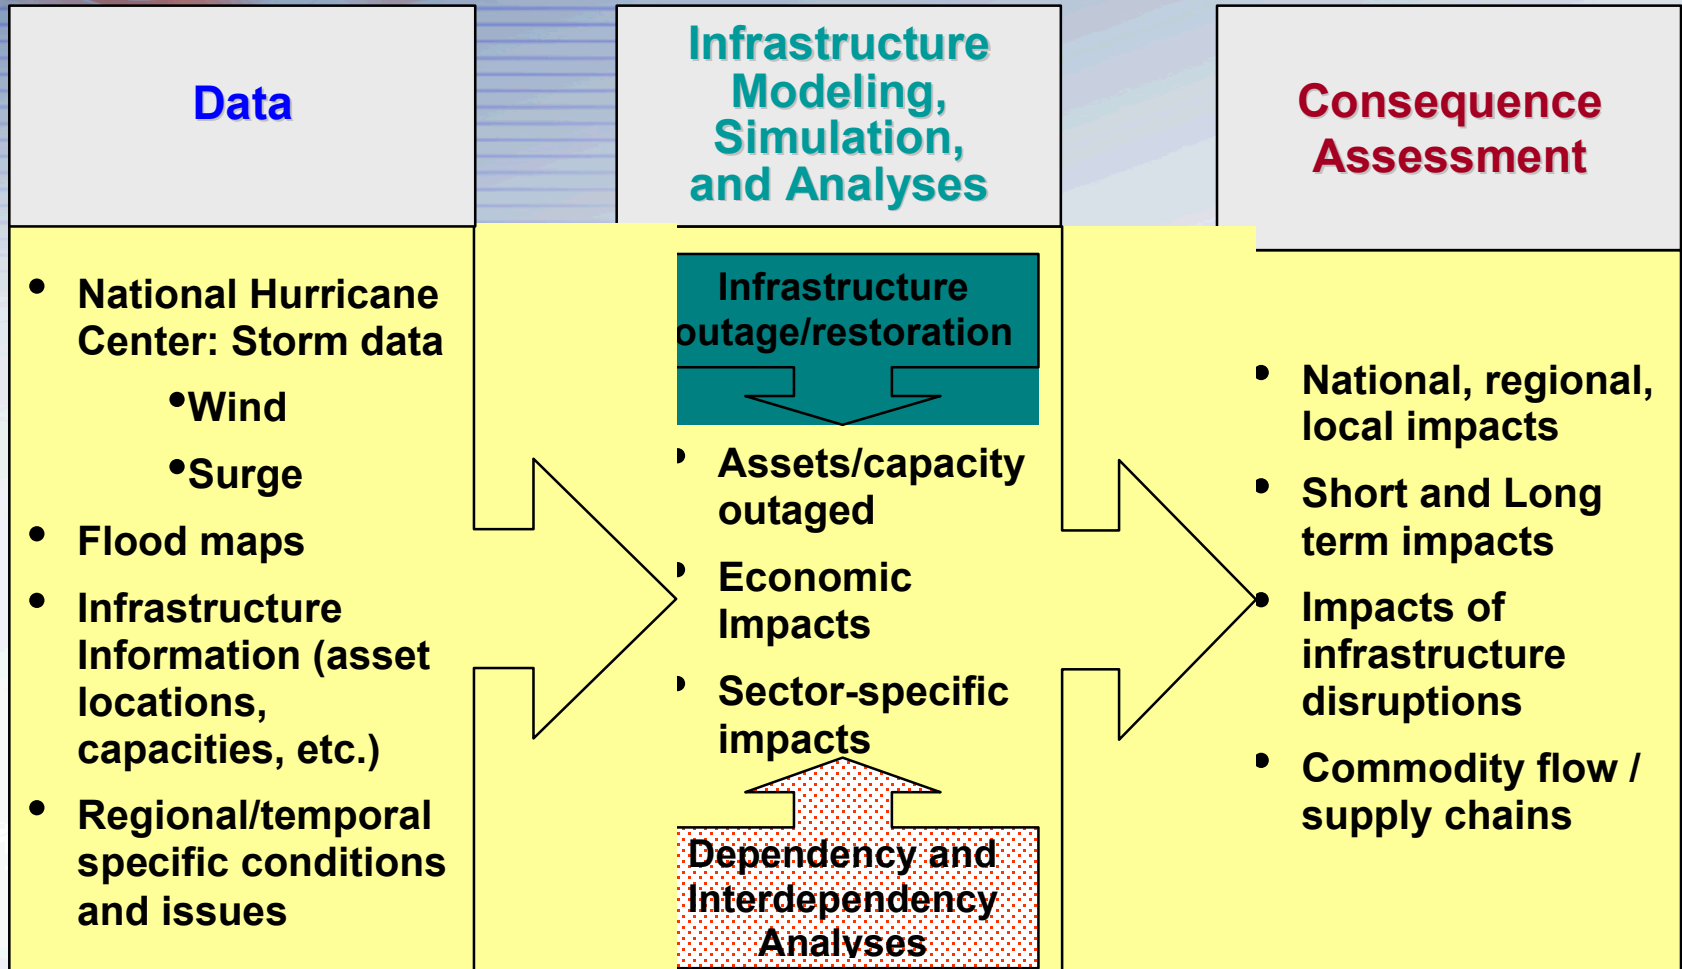 Data
• National Hurricane
Center: Storm data
•Wind
•Surge
• Flood maps
• Infrastructure
Information (asset
locations,
capacities, etc.)
• Regional/temporal
specific conditions
and issues
Infrastructure
Modeling,
Simulation,
and Analyses
Infrastructure
outage/restoration
• Assets/capacity
outaged
• Economic
Impacts
• Sector-specific
impacts
Dependency and
Interdependency
Analyses
Consequence
Assessment
• National, regional,
local impacts
• Short and Long
term impacts
• Impacts of
infrastructure
disruptions
• Commodity flow /
supply chains